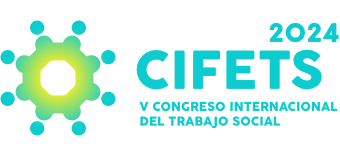 2024
CIFETS
V CONGRESO INTERNACIONAL
DEL TRABAJO SOCIAL